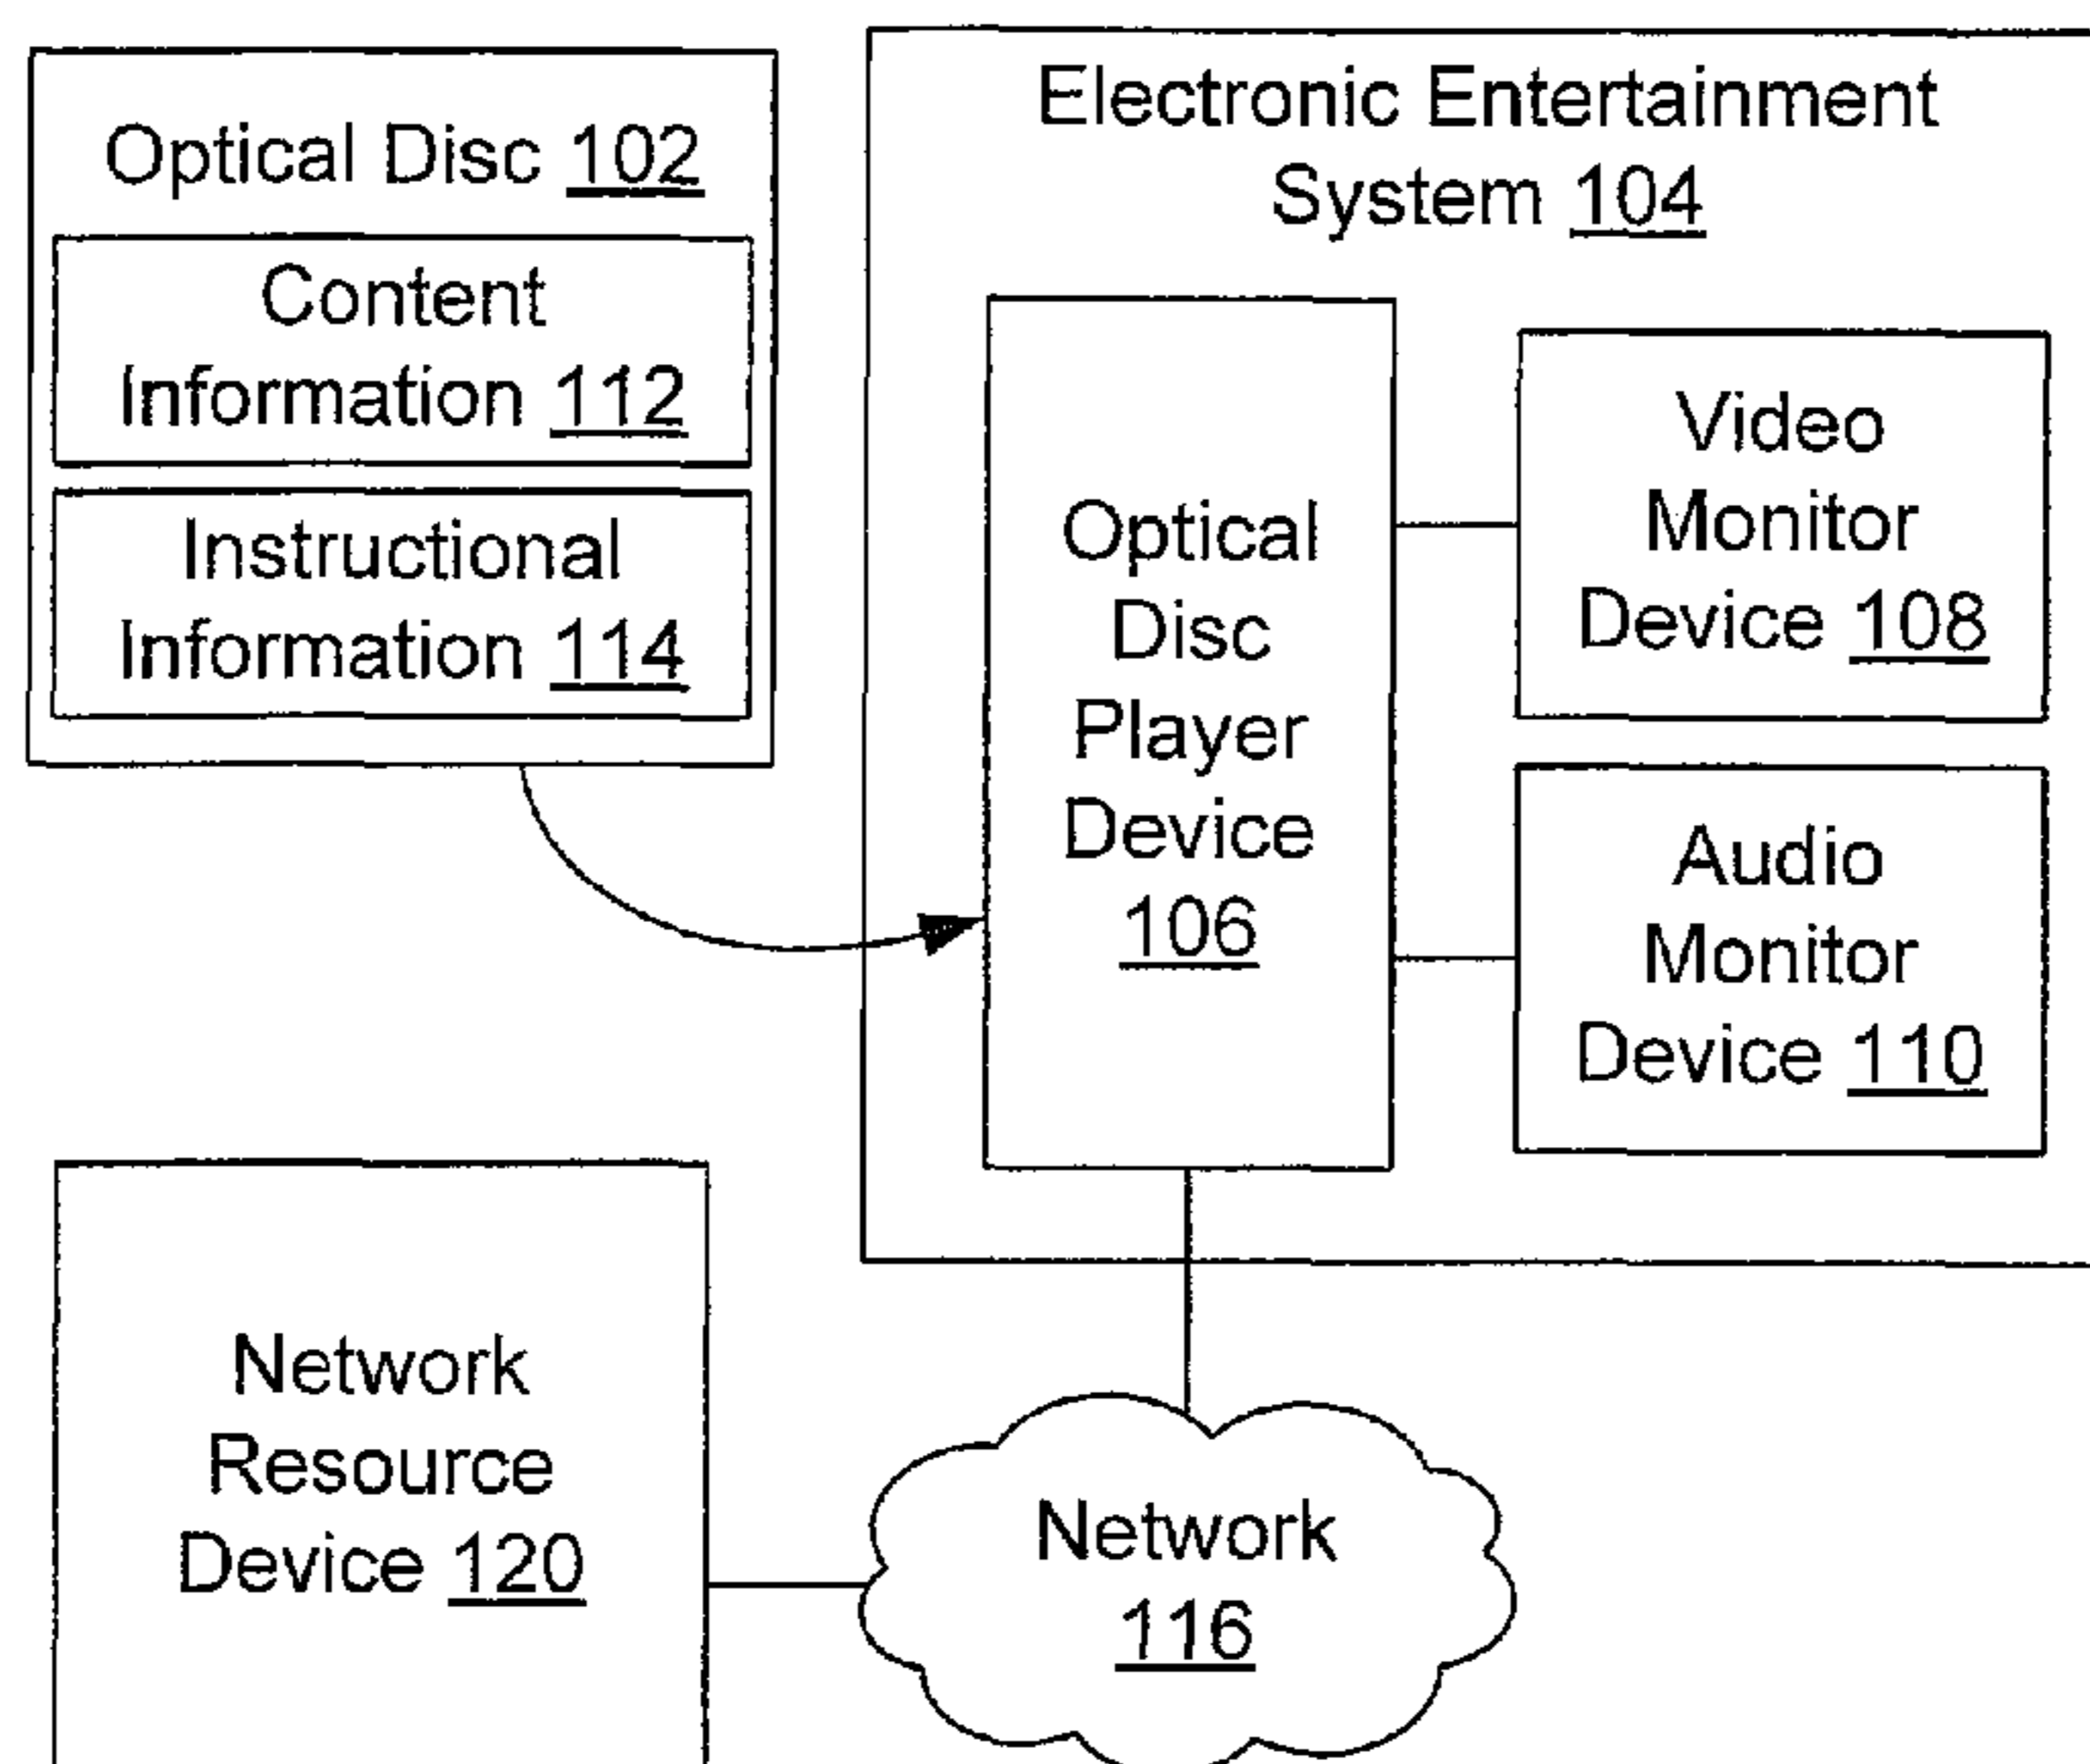 Optical Disc 102
Content
Information 112
Instructional
Information 114
Electronic Entertainment
System 104
Optical
Disc
Player
Device
106
Video
Monitor
Device 108
Audio
Monitor
Device 110
Network
Resource
Device 120
Network
116